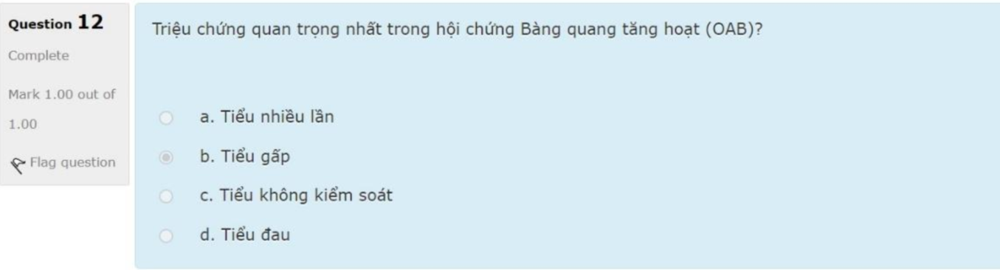 Question 12
Complete
Mark 1.00 out of
1.00
Flag question
Triệu chứng quan trọng nhất trong hội chứng Bàng quang tăng hoạt (OAB)?
a. Tiểu nhiều lần
b. Tiểu gấp
c. Tiểu không kiểm soát
d. Tiểu đau